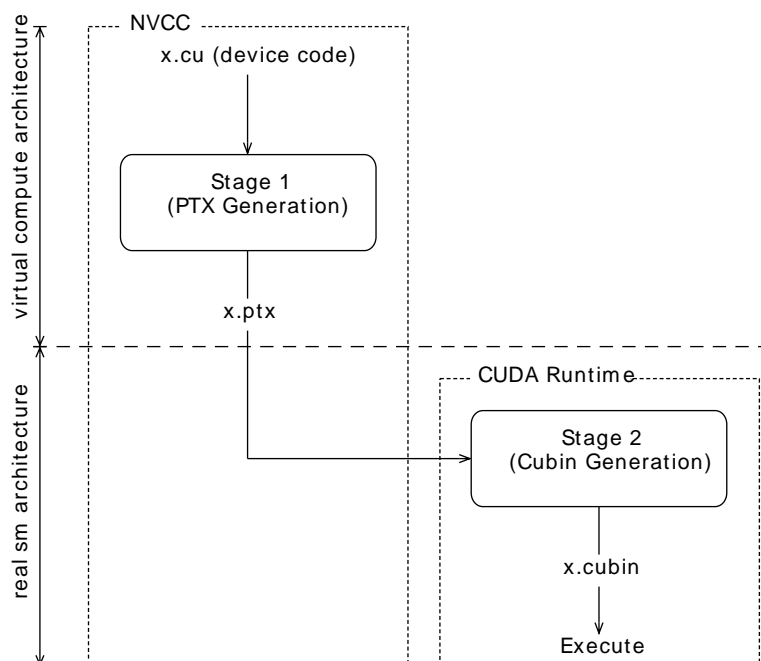 NVCC
x.cu (device code)
virtual compute architecture
Stage 1
(PTX Generation)
x.ptx
real sm architecture
CUDA Runtime
Stage 2
(Cubin Generation)
x.cubin
Execute